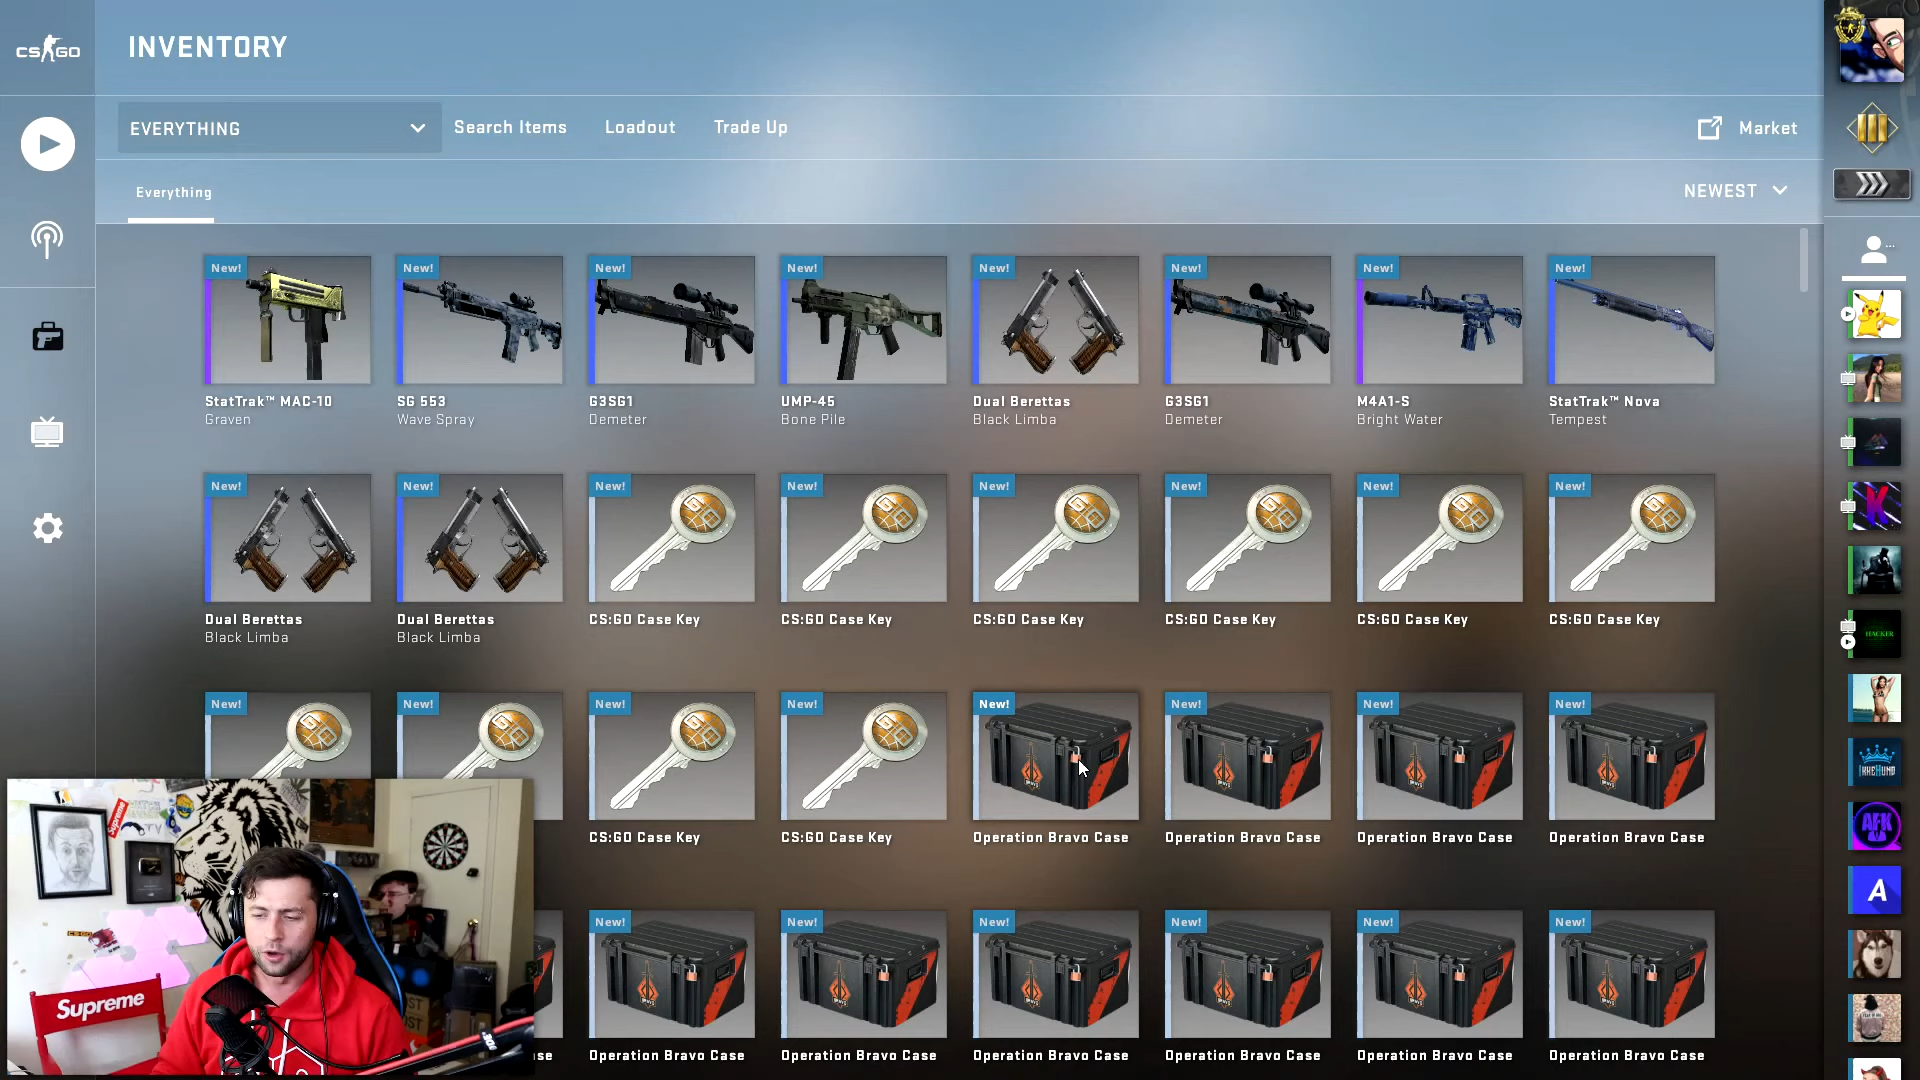 CS GO
INVENTORY
EVERYTHING
Search Items
Loadout
Trade Up
Market
Everything
NEWEST
New!
New!
New!
New!
New!
New!
New!
New!
StatTrak™ MAC-10
Graven
SG 553
Wave Spray
G3SG1
Demeter
UMP-45
Bone Pile
Dual Berettas
Black Limba
G3SG1
Demeter
M4A1-S
Bright Water
StatTrak™ Nova
Tempest
New!
New!
New!
New!
New!
New!
New!
New!
Dual Berettas
Black Limba
Dual Berettas
Black Limba
CS:GO Case Key
CS:GO Case Key
CS:GO Case Key
CS:GO Case Key
CS:GO Case Key
CS:GO Case Key
New!
New!
New!
New!
New!
New!
New!
New!
CS:GO Case Key
CS:GO Case Key
Operation Bravo Case
Operation Bravo Case
Operation Bravo Case
Operation Bravo Case
New!
New!
New!
New!
New!
New!
se
Operation Bravo Case
Operation Bravo Case
Operation Bravo Case
Operation Bravo Case
Operation Bravo Case
Operation Bravo Case
Supreme
Supreme
K
HACKER
IKKEHUND
AFK
A